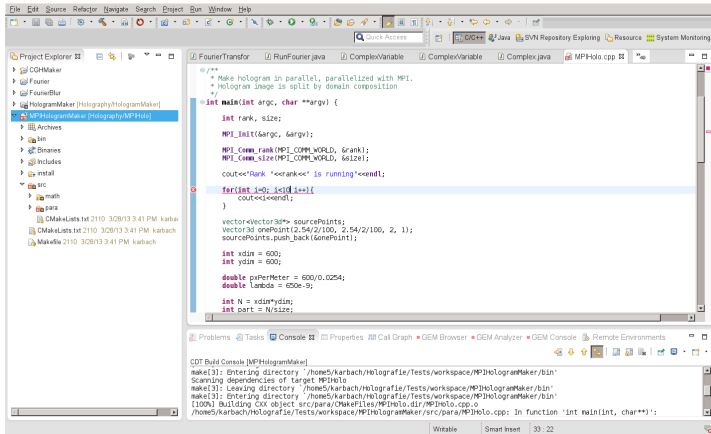 File Edit Source Refactor Navigate Search Project Run Window Help
Quick Access
C/C++ Java SVN Repository Exploring Resource System Monitoring
Project Explorer
CGHMaker
Fourier
FourierBlur
HologramMaker [Holography/HologramMaker]
MPIHologramMaker [Holography/MPIHolo]
Archives
bin
Binaries
Includes
install
src
math
para
CMakeLists.txt 2110 3/28/13 3:41 PM karbac
CMakeLists.txt 2110 3/28/13 3:41 PM karbach
Makefile 2110 3/28/13 3:41 PM karbach
FourierTransfor RunFourier.java ComplexVariable ComplexVariable Complex.java MPIHolo.cpp
/**
* Make hologram in parallel, parallelized with MPI.
* Hologram image is split by domain composition
*/
int main(int argc, char **argv) {
int rank, size;
MPI_Init(&argc, &argv);
MPI_Comm_rank(MPI_COMM_WORLD, &rank);
MPI_Comm_size(MPI_COMM_WORLD, &size);
cout<<"Rank "<<rank<<" is running"<<endl;
for(int i=0; i<10 i++){
cout<<i<<endl;
}
vector<Vector3d*> sourcePoints;
Vector3d onePoint(2.54/2/100, 2.54/2/100, 2, 1);
sourcePoints.push_back(&onePoint);
int xdim = 600;
int ydim = 600;
double pxPerMeter = 600/0.0254;
double lambda = 650e-9;
int N = xdim*ydim;
int part = N/size;
Problems Tasks Console Properties Call Graph GEM Browser GEM Analyzer GEM Console Remote Environments
CDT Build Console [MPIHologramMaker]
make[3]: Entering directory `/home5/karbach/Holografie/Tests/workspace/MPIHologramMaker/bin'
Scanning dependencies of target MPIHolo
make[3]: Leaving directory `/home5/karbach/Holografie/Tests/workspace/MPIHologramMaker/bin'
make[3]: Entering directory `/home5/karbach/Holografie/Tests/workspace/MPIHologramMaker/bin'
[100%] Building CXX object src/para/CMakeFiles/MPIHolo.dir/MPIHolo.cpp.o
/home5/karbach/Holografie/Tests/workspace/MPIHologramMaker/src/para/MPIHolo.cpp: In function 'int main(int, char**)':
Writable Smart Insert 33 : 22